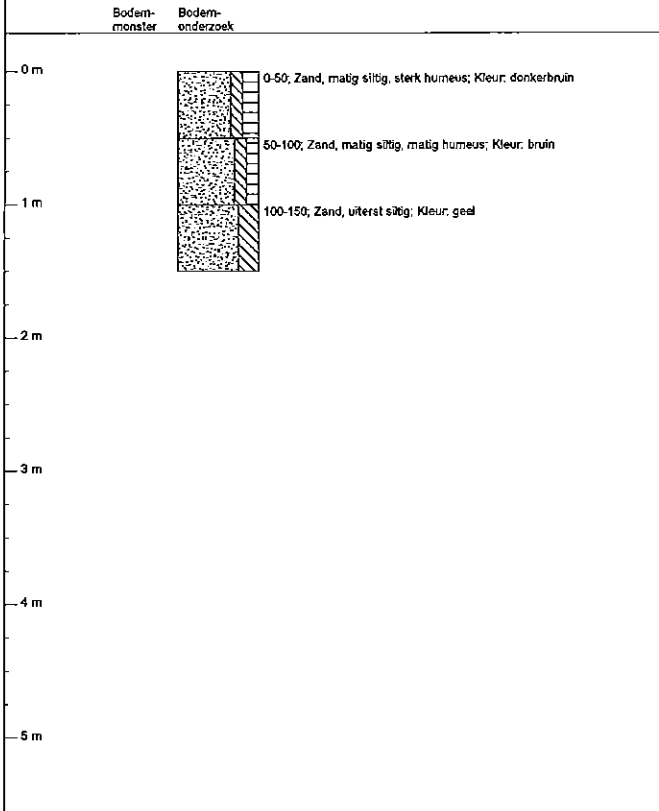 Bodem-
monster
Bodem-
onderzoek
0 m
0-50; Zand, matig siltig, sterk humeus; Kleur: donkerbruin
50-100; Zand, matig siltig, matig humeus; Kleur: bruin
1 m
100-150; Zand, uiterst siltig; Kleur: geel
2 m
3 m
4 m
5 m